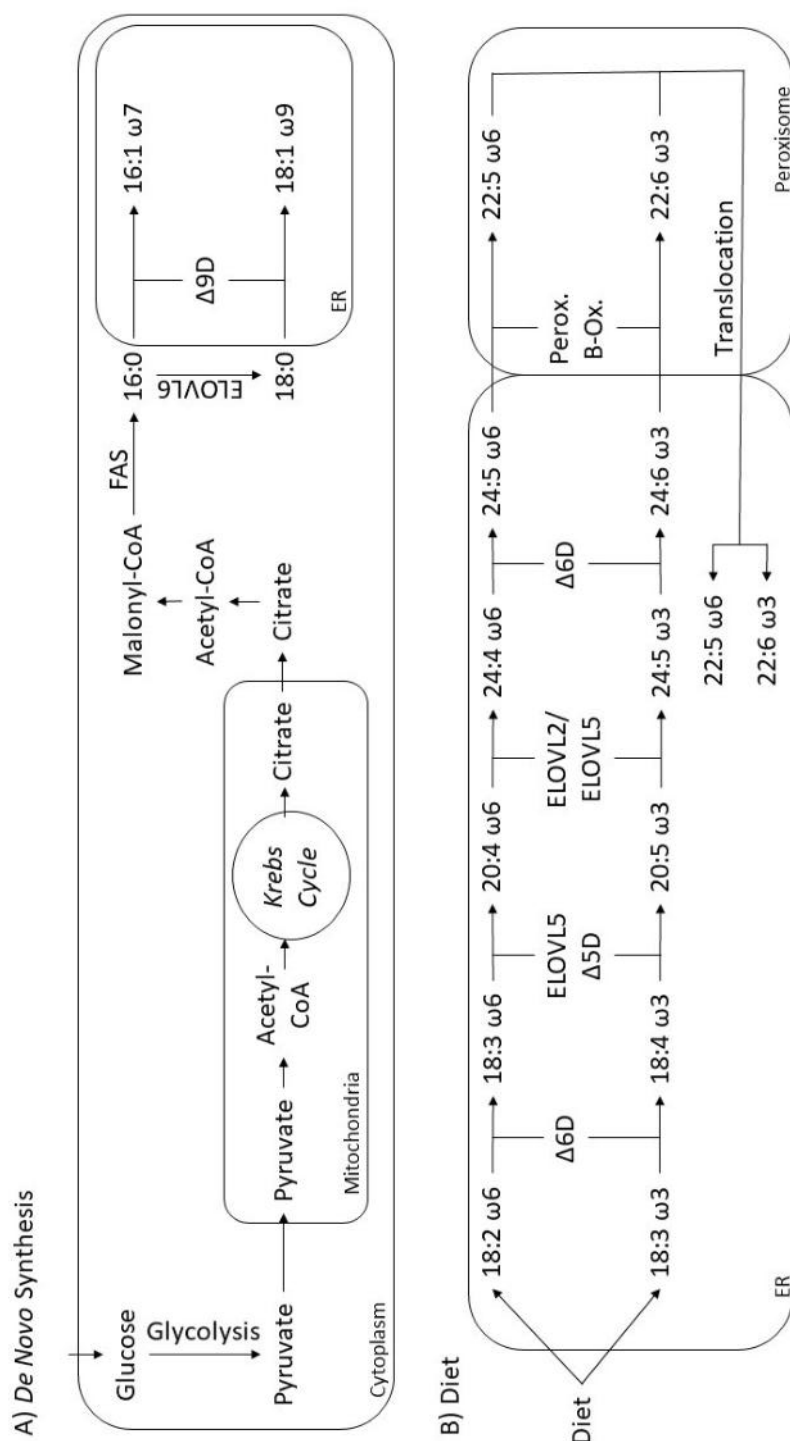 A) De Novo Synthesis
Glucose
Glycolysis
Pyruvate
Cytoplasm
Pyruvate
Mitochondria
Acetyl-
CoA
Krebs
Cycle
Citrate
Citrate
Acetyl-CoA
Malonyl-CoA
FAS
16:0
ELOVL6
18:0
Δ9D
16:1 ω7
18:1 ω9
ER
B) Diet
Diet
18:2 ω6
18:3 ω3
Δ6D
18:3 ω6
18:4 ω3
ELOVL5
Δ5D
20:4 ω6
20:5 ω3
ELOVL2/
ELOVL5
24:4 ω6
24:5 ω3
Δ6D
24:5 ω6
24:6 ω3
Perox.
B-Ox.
22:5 ω6
22:6 ω3
Translocation
22:5 ω6
22:6 ω3
ER
Peroxisome